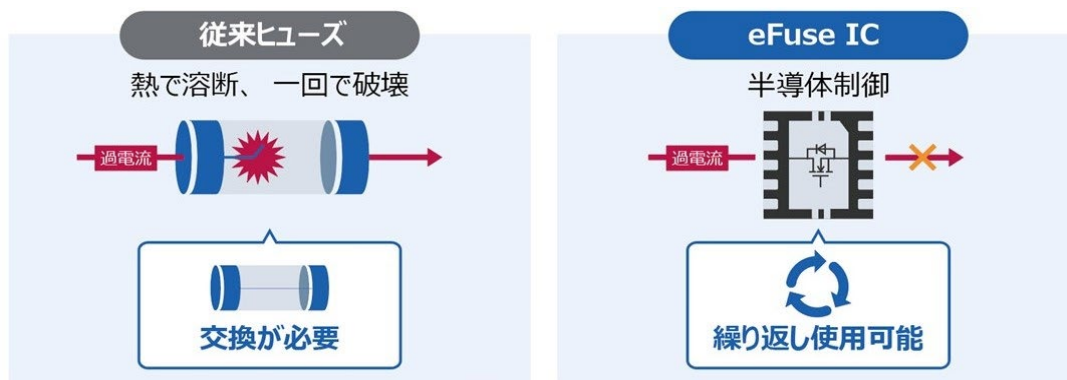 従来ヒューズ
熱で溶断、 一回で破壊
過電流
交換が必要
eFuse IC
半導体制御
過電流
繰り返し使用可能